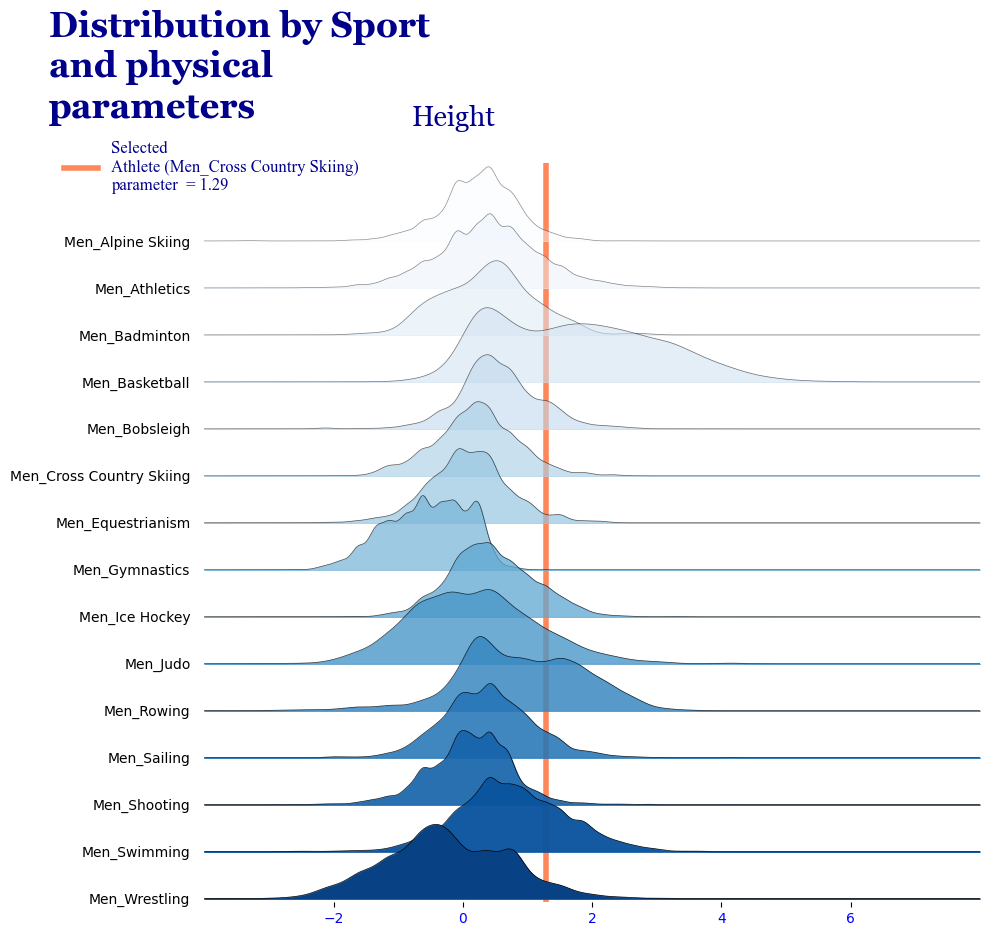 Distribution by Sport
and physical
parameters
Height
Selected
Athlete (Men_Cross Country Skiing)
parameter  = 1.29
Men_Alpine Skiing
Men_Athletics
Men_Badminton
Men_Basketball
Men_Bobsleigh
Men_Cross Country Skiing
Men_Equestrianism
Men_Gymnastics
Men_Ice Hockey
Men_Judo
Men_Rowing
Men_Sailing
Men_Shooting
Men_Swimming
Men_Wrestling
−2 0 2 4 6